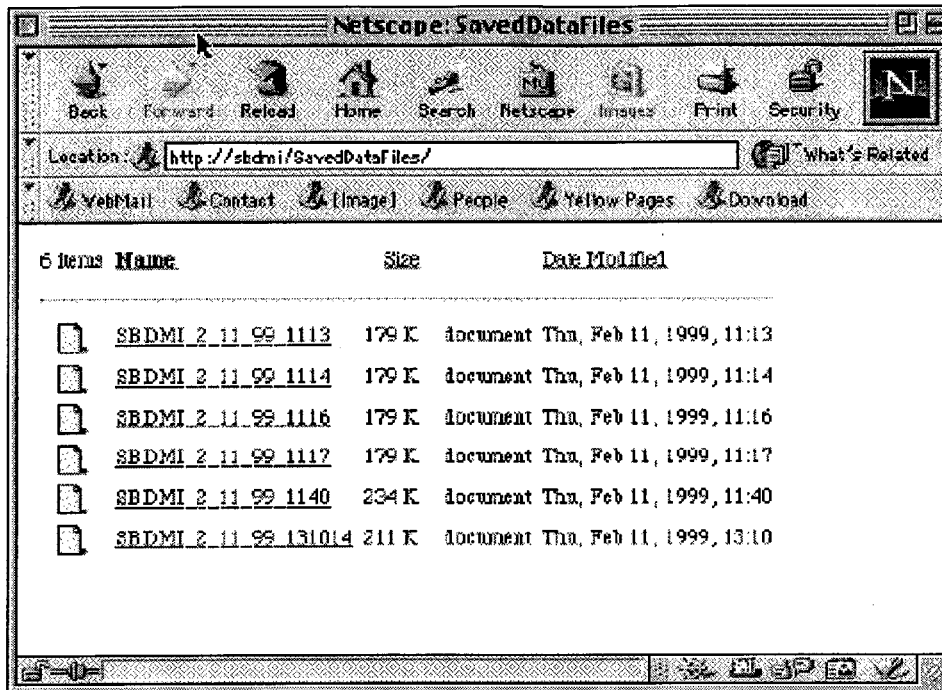 Netscape: SavedDataFiles
Back Forward Reload Home Search Netscape Images Print Security
Location: http://sbdmi/SavedDataFiles/ What's Related
WebMail Contact [Image] People Yellow Pages Download
6 items Name Size Date Modified
SBDMI_2_11_99_1113 179 K document Thu, Feb 11, 1999, 11:13
SBDMI_2_11_99_1114 179 K document Thu, Feb 11, 1999, 11:14
SBDMI_2_11_99_1116 179 K document Thu, Feb 11, 1999, 11:16
SBDMI_2_11_99_1117 179 K document Thu, Feb 11, 1999, 11:17
SBDMI_2_11_99_1140 234 K document Thu, Feb 11, 1999, 11:40
SBDMI_2_11_99_131014 211 K document Thu, Feb 11, 1999, 13:10